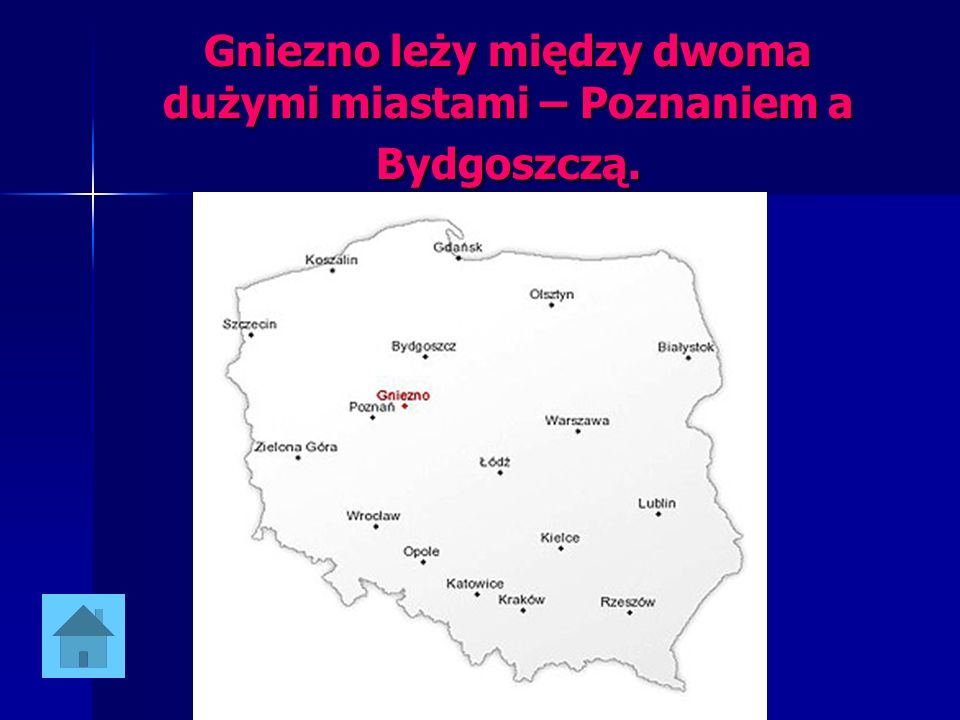 Gniezno leży między dwoma
dużymi miastami – Poznaniem a
Bydgoszczą.
Gdańsk
Koszalin
Olsztyn
Szczecin
Bydgoszcz
Białystok
Gniezno
Poznań
Warszawa
Zielona Góra
Łódź
Lublin
Wrocław
Kielce
Opole
Katowice
Kraków
Rzeszów